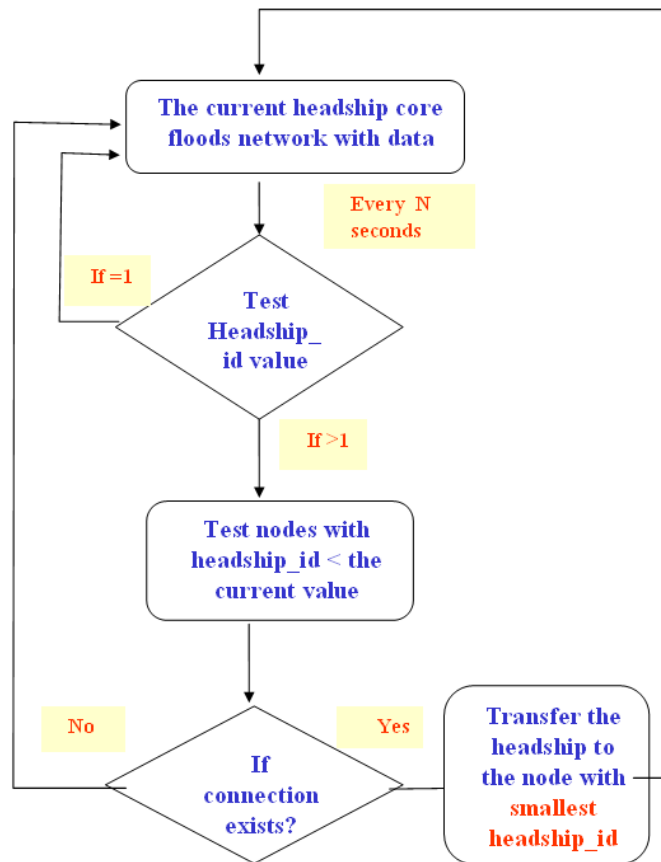 The current headship core
floods network with data
Every N
seconds
If =1
Test
Headship_
id value
If >1
Test nodes with
headship_id < the
current value
No
Yes
If
connection
exists?
Transfer the
headship to
the node with
smallest
headship_id